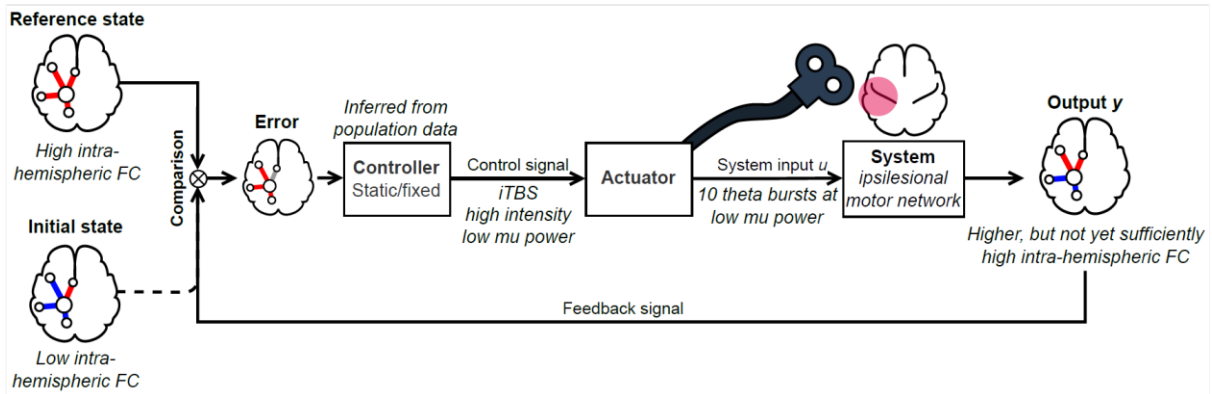 Reference state
High intra-
hemispheric FC
Comparison
Initial state
Low intra-
hemispheric FC
Error
Inferred from
population data
Controller
Static/fixed
Control signal
iTBS
high intensity
low mu power
Actuator
System input u
10 theta bursts at
low mu power
System
ipsilesional
motor network
Output y
Higher, but not yet sufficiently
high intra-hemispheric FC
Feedback signal